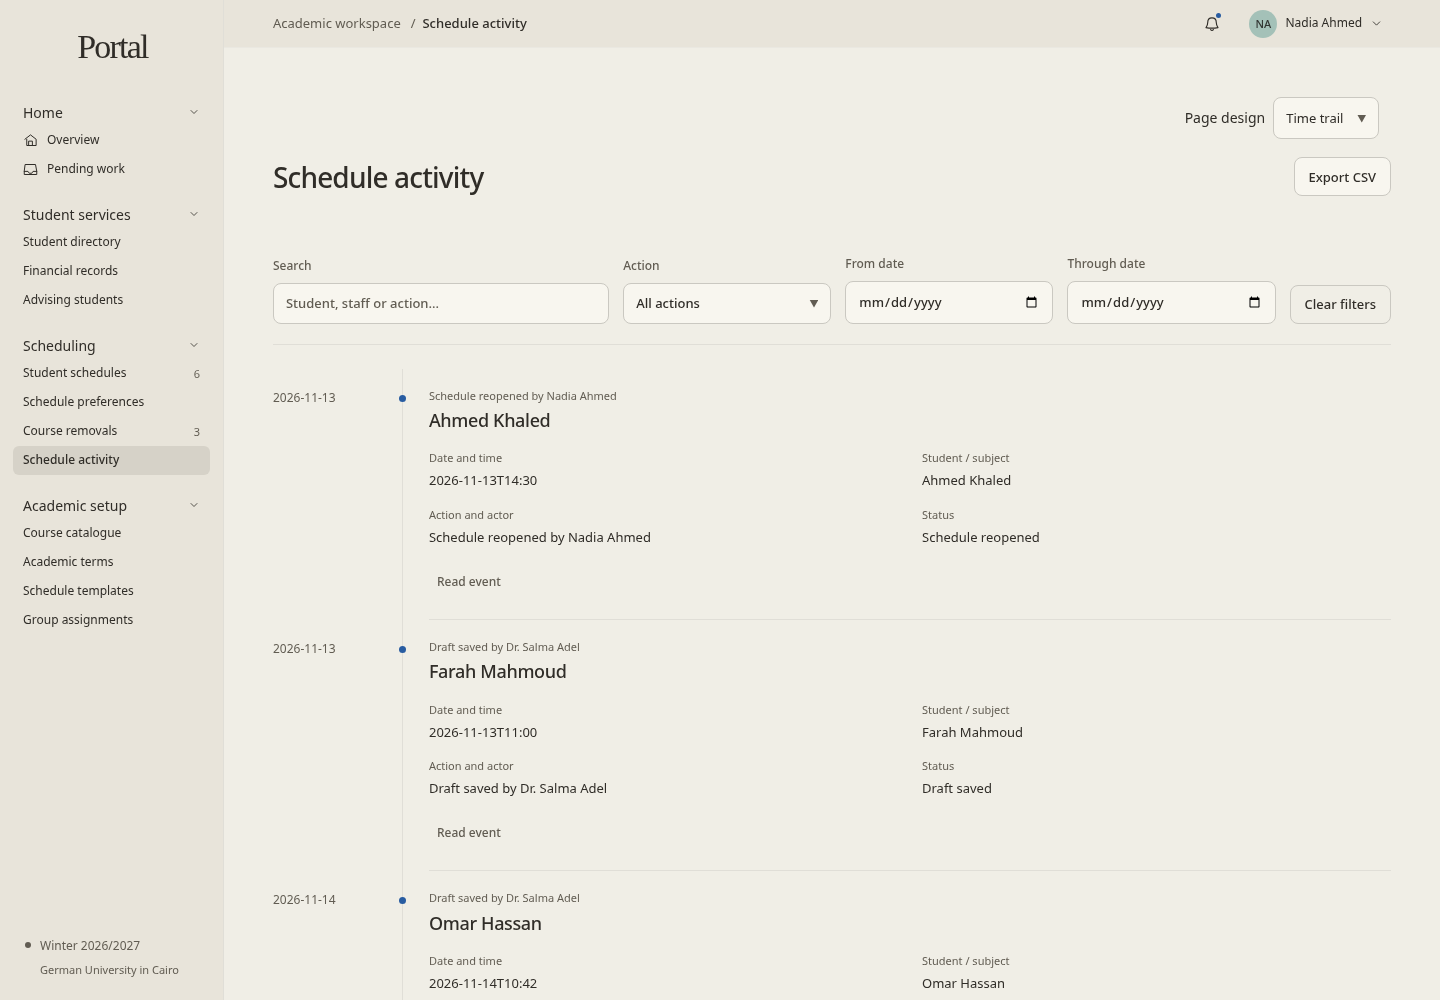 Portal
Home
Overview
Pending work
Student services
Student directory
Financial records
Advising students
Scheduling
Student schedules 6
Schedule preferences
Course removals 3
Schedule activity
Academic setup
Course catalogue
Academic terms
Schedule templates
Group assignments
Winter 2026/2027
German University in Cairo
Academic workspace / Schedule activity
NA Nadia Ahmed
Page design Time trail
Schedule activity
Export CSV
Search
Student, staff or action...
Action
All actions
From date
mm/dd/yyyy
Through date
mm/dd/yyyy
Clear filters
2026-11-13
Schedule reopened by Nadia Ahmed
Ahmed Khaled
Date and time
2026-11-13T14:30
Student / subject
Ahmed Khaled
Action and actor
Schedule reopened by Nadia Ahmed
Status
Schedule reopened
Read event
2026-11-13
Draft saved by Dr. Salma Adel
Farah Mahmoud
Date and time
2026-11-13T11:00
Student / subject
Farah Mahmoud
Action and actor
Draft saved by Dr. Salma Adel
Status
Draft saved
Read event
2026-11-14
Draft saved by Dr. Salma Adel
Omar Hassan
Date and time
2026-11-14T10:42
Student / subject
Omar Hassan